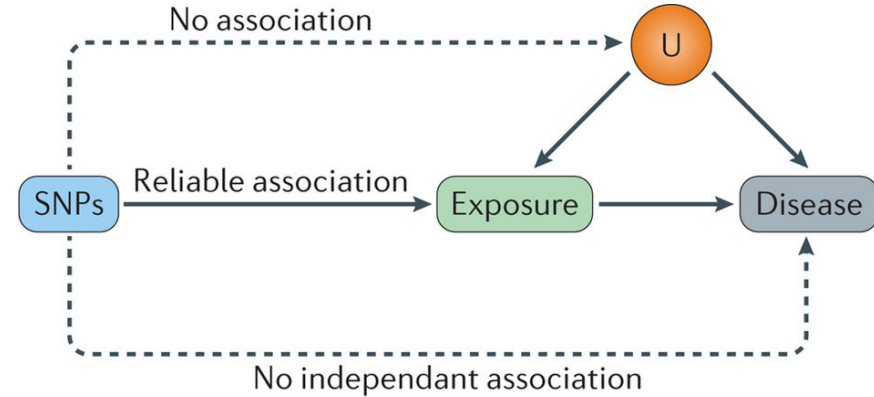 No association
U
Reliable association
SNPs
Exposure
Disease
No independant association